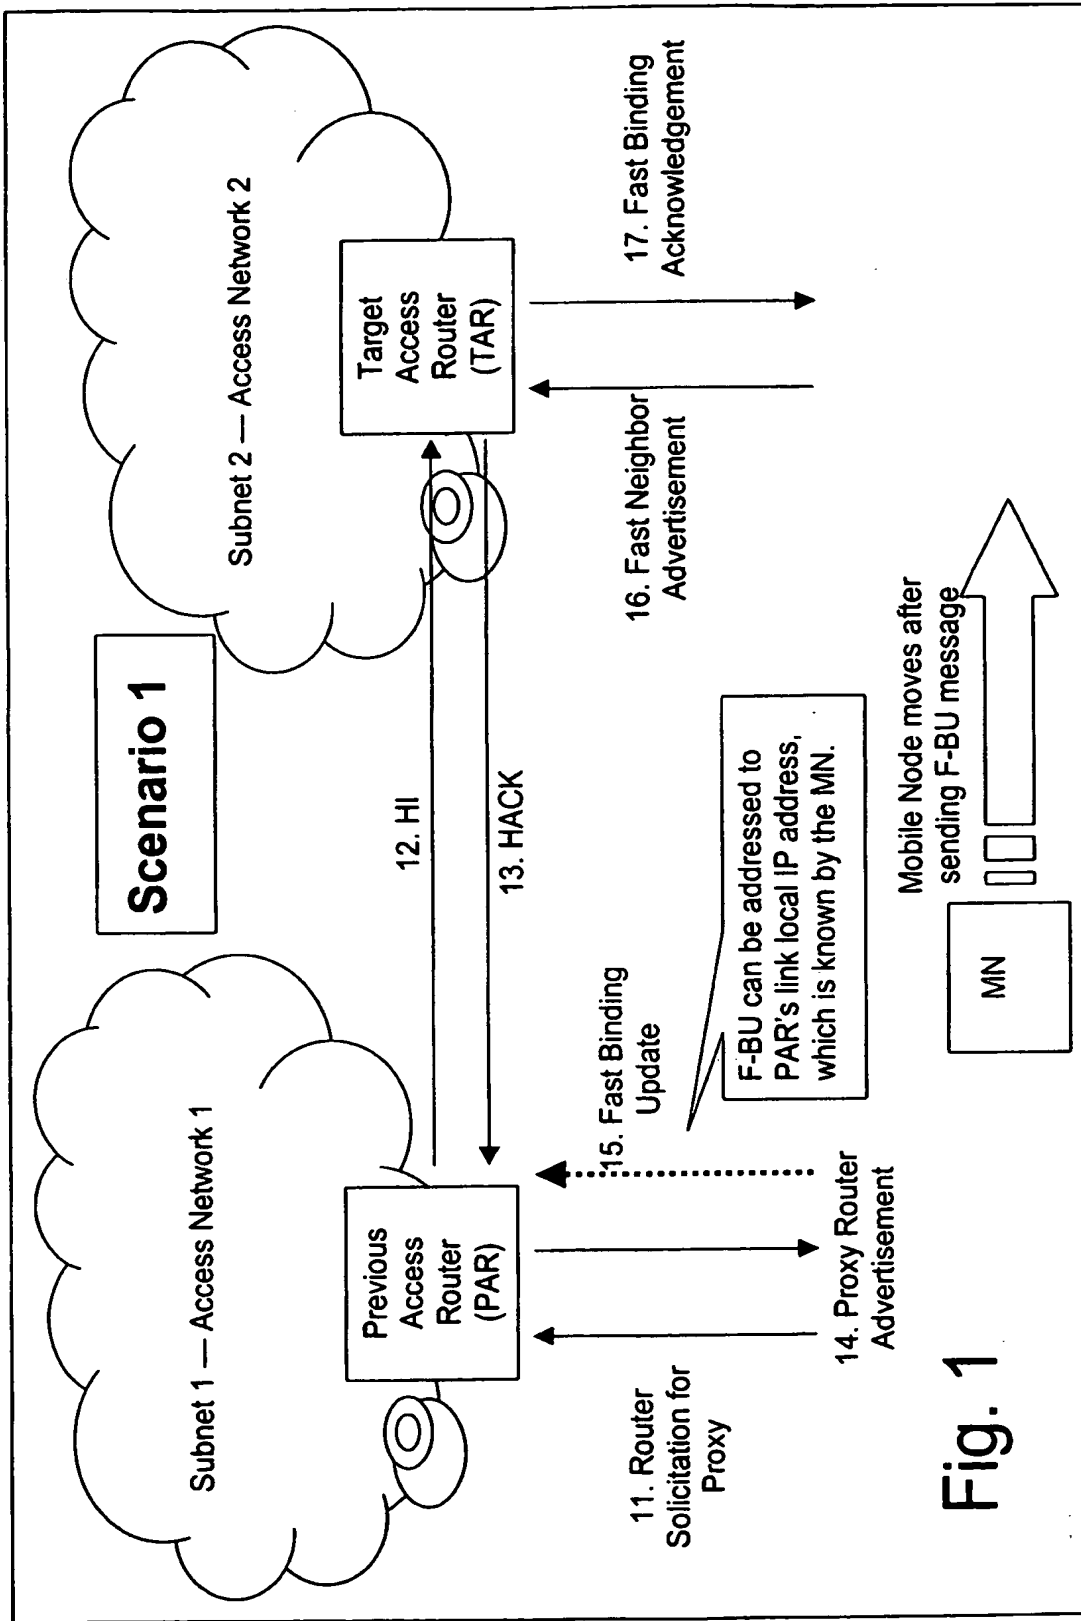 Scenario 1
Subnet 1 — Access Network 1
Subnet 2 — Access Network 2
Previous
Access
Router
(PAR)
Target
Access
Router
(TAR)
12. HI
13. HACK
11. Router
Solicitation for
Proxy
14. Proxy Router
Advertisement
15. Fast Binding
Update
16. Fast Neighbor
Advertisement
17. Fast Binding
Acknowledgement
F-BU can be addressed to
PAR's link local IP address,
which is known by the MN.
MN
Mobile Node moves after
sending F-BU message
Fig. 1